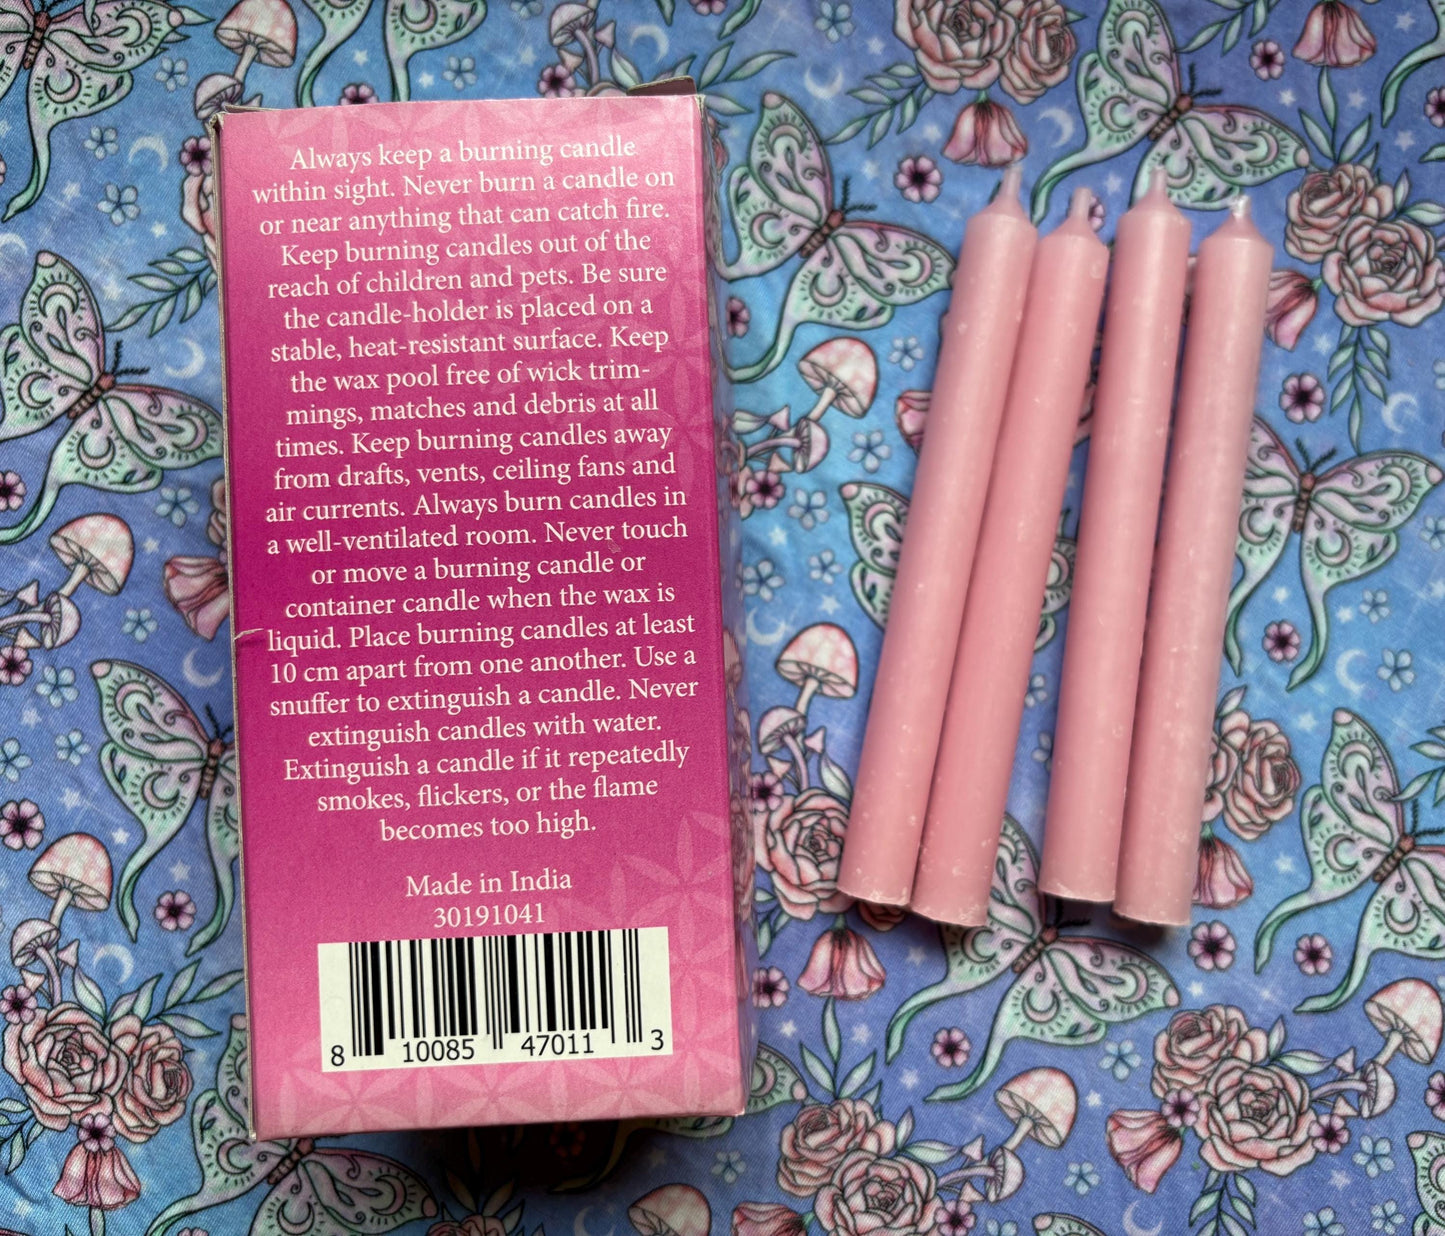 Always keep a burning candle
within sight. Never burn a candle on
or near anything that can catch fire.
Keep burning candles out of the
reach of children and pets. Be sure
the candle-holder is placed on a
stable, heat-resistant surface. Keep
the wax pool free of wick trim-
mings, matches and debris at all
times. Keep burning candles away
from drafts, vents, ceiling fans and
air currents. Always burn candles in
a well-ventilated room. Never touch
or move a burning candle or
container candle when the wax is
liquid. Place burning candles at least
10 cm apart from one another. Use a
snuffer to extinguish a candle. Never
extinguish candles with water.
Extinguish a candle if it repeatedly
smokes, flickers, or the flame
becomes too high.
Made in India
30191041
8 10085 47011 3